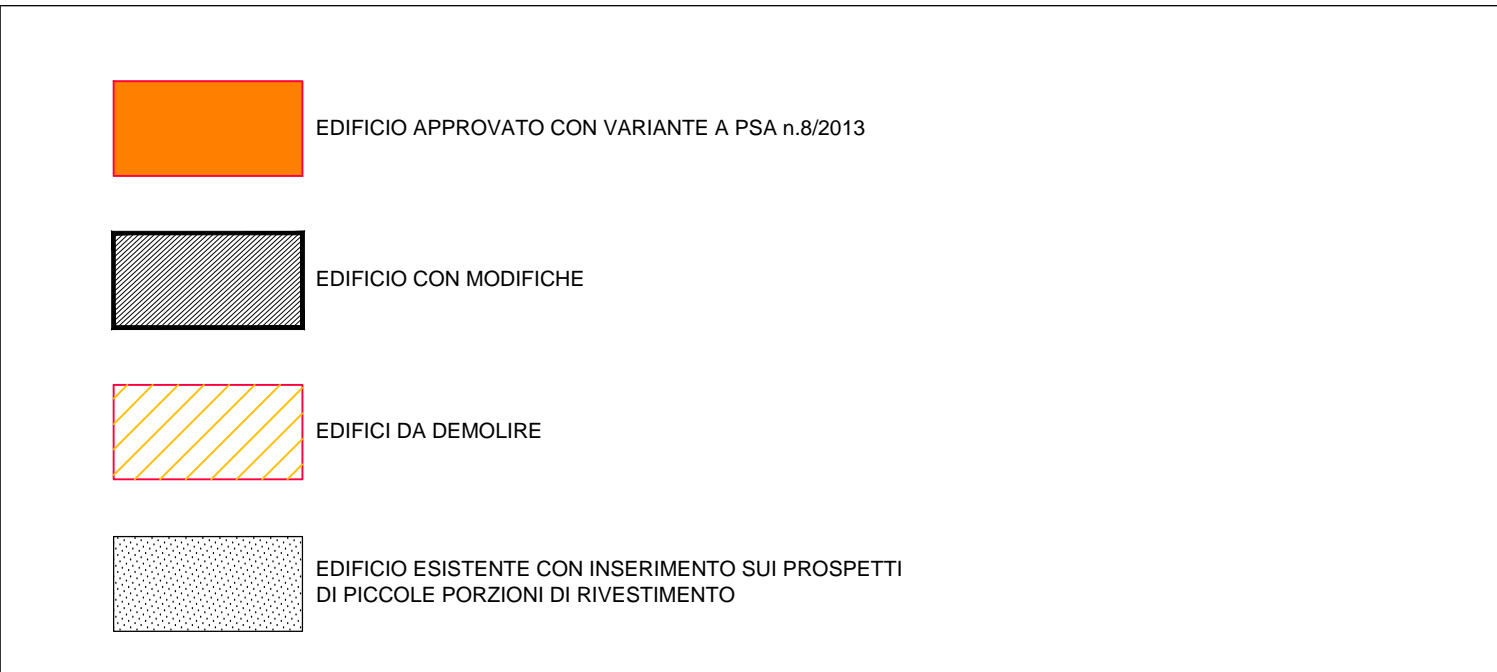 EDIFICIO APPROVATO CON VARIANTE A PSA n.8/2013
EDIFICIO CON MODIFICHE
EDIFICI DA DEMOLIRE
EDIFICIO ESISTENTE CON INSERIMENTO SUI PROSPETTI
DI PICCOLE PORZIONI DI RIVESTIMENTO